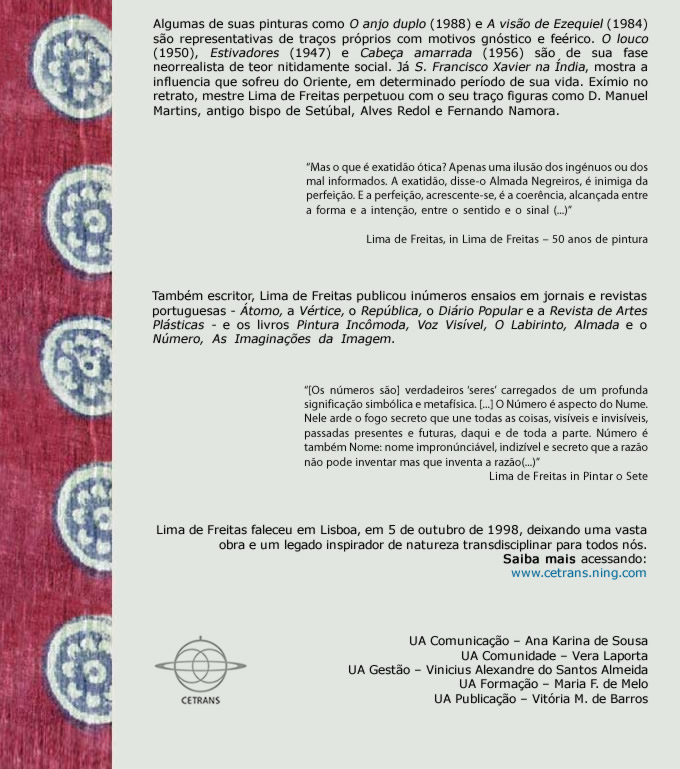 Algumas de suas pinturas como O anjo duplo (1988) e A visão de Ezequiel (1984)
são representativas de traços próprios com motivos gnóstico e feérico. O louco
(1950), Estivadores (1947) e Cabeça amarrada (1956) são de sua fase
neorrealista de teor nitidamente social. Já S. Francisco Xavier na Índia, mostra a
influencia que sofreu do Oriente, em determinado período de sua vida. Exímio no
retrato, mestre Lima de Freitas perpetuou com o seu traço figuras como D. Manuel
Martins, antigo bispo de Setúbal, Alves Redol e Fernando Namora.
“Mas o que é exatidão ótica? Apenas uma ilusão dos ingénuos ou dos
mal informados. A exatidão, disse-o Almada Negreiros, é inimiga da
perfeição. E a perfeição, acrescente-se, é a coerência, alcançada entre
a forma e a intenção, entre o sentido e o sinal (...)”
Lima de Freitas, in Lima de Freitas – 50 anos de pintura
Também escritor, Lima de Freitas publicou inúmeros ensaios em jornais e revistas
portuguesas - Átomo, a Vértice, o República, o Diário Popular e a Revista de Artes
Plásticas - e os livros Pintura Incômoda, Voz Visível, O Labirinto, Almada e o
Número, As Imaginações da Imagem.
“[Os números são] verdadeiros ‘seres’ carregados de um profunda
significação simbólica e metafísica. [...] O Número é aspecto do Nume.
Nele arde o fogo secreto que une todas as coisas, visíveis e invisíveis,
passadas presentes e futuras, daqui e de toda a parte. Número é
também Nome: nome impronúnciável, indizível e secreto que a razão
não pode inventar mas que inventa a razão(...)”
Lima de Freitas in Pintar o Sete
Lima de Freitas faleceu em Lisboa, em 5 de outubro de 1998, deixando uma vasta
obra e um legado inspirador de natureza transdisciplinar para todos nós.
Saiba mais acessando:
www.cetrans.ning.com
CETRANS
UA Comunicação – Ana Karina de Sousa
UA Comunidade – Vera Laporta
UA Gestão – Vinicius Alexandre do Santos Almeida
UA Formação – Maria F. de Melo
UA Publicação – Vitória M. de Barros